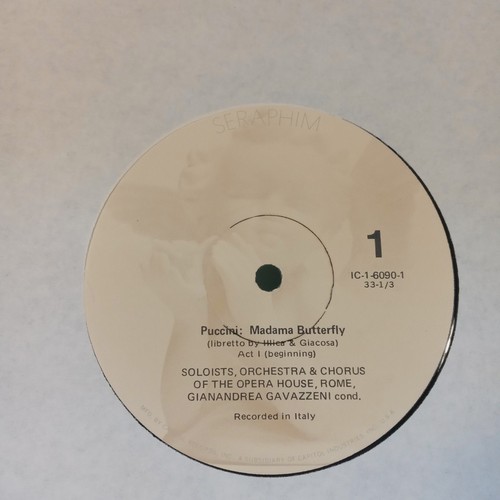 SERAPHIM
1
IC-1-6090-1
33-1/3
Puccini: Madama Butterfly
(libretto by Illica & Giacosa)
Act I (beginning)
SOLOISTS, ORCHESTRA & CHORUS
OF THE OPERA HOUSE, ROME,
GIANANDREA GAVAZZENI cond.
Recorded in Italy